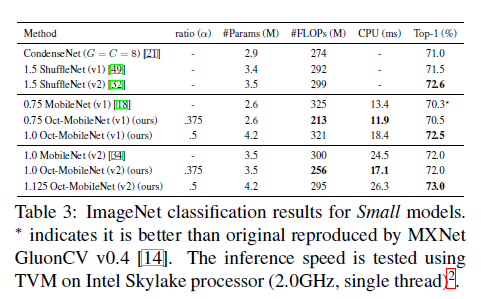 Method ratio (α) #Params (M) #FLOPs (M) CPU (ms) Top-1 (%)
CondenseNet (G = C = 8) [21] - 2.9 274 - 71.0
1.5 ShuffleNet (v1) [49] - 3.4 292 - 71.5
1.5 ShuffleNet (v2) [32] - 3.5 299 - 72.6
0.75 MobileNet (v1) [18] - 2.6 325 13.4 70.3*
0.75 Oct-MobileNet (v1) (ours) .375 2.6 213 11.9 70.5
1.0 Oct-MobileNet (v1) (ours) .5 4.2 321 18.4 72.5
1.0 MobileNet (v2) [34] - 3.5 300 24.5 72.0
1.0 Oct-MobileNet (v2) (ours) .375 3.5 256 17.1 72.0
1.125 Oct-MobileNet (v2) (ours) .5 4.2 295 26.3 73.0
Table 3: ImageNet classification results for Small models.
* indicates it is better than original reproduced by MXNet
GluonCV v0.4 [14]. The inference speed is tested using
TVM on Intel Skylake processor (2.0GHz, single thread)2.